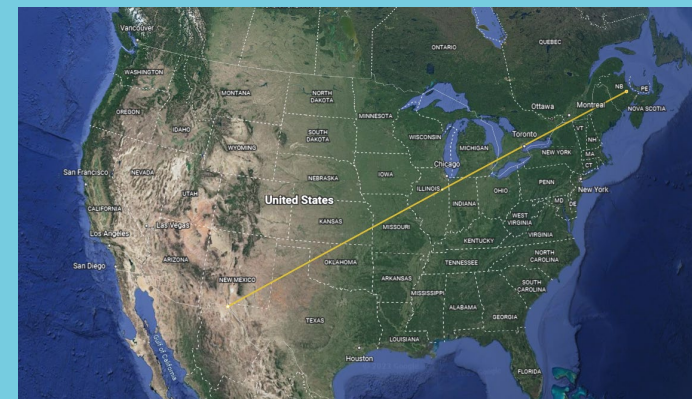 Vancouver
ONTARIO
QUEBEC
WASHINGTON
MONTANA
NORTH
DAKOTA
NB
PE
Ottawa
Montreal
NOVA SCOTIA
OREGON
IDAHO
MINNESOTA
SOUTH
DAKOTA
WISCONSIN
MICHIGAN
Toronto
VT
NH
MA
CT
NEW YORK
WYOMING
San Francisco
NEVADA
UTAH
NEBRASKA
IOWA
Chicago
ILLINOIS
INDIANA
OHIO
PENN
New York
MD
DE
United States
CALIFORNIA
Las Vegas
KANSAS
MISSOURI
WEST
VIRGINIA
VIRGINIA
KENTUCKY
Los Angeles
San Diego
ARIZONA
NEW MEXICO
OKLAHOMA
ARKANSAS
TENNESSEE
NORTH
CAROLINA
SOUTH
CAROLINA
MISSISSIPPI
ALABAMA
GEORGIA
TEXAS
LOUISIANA
Houston
FLORIDA
Gulf of California